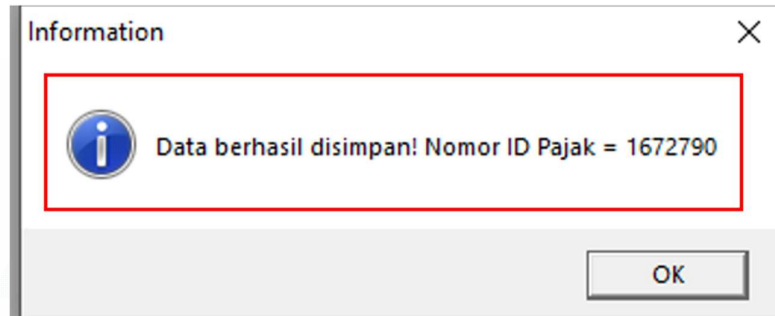 Information
Data berhasil disimpan! Nomor ID Pajak = 1672790
OK